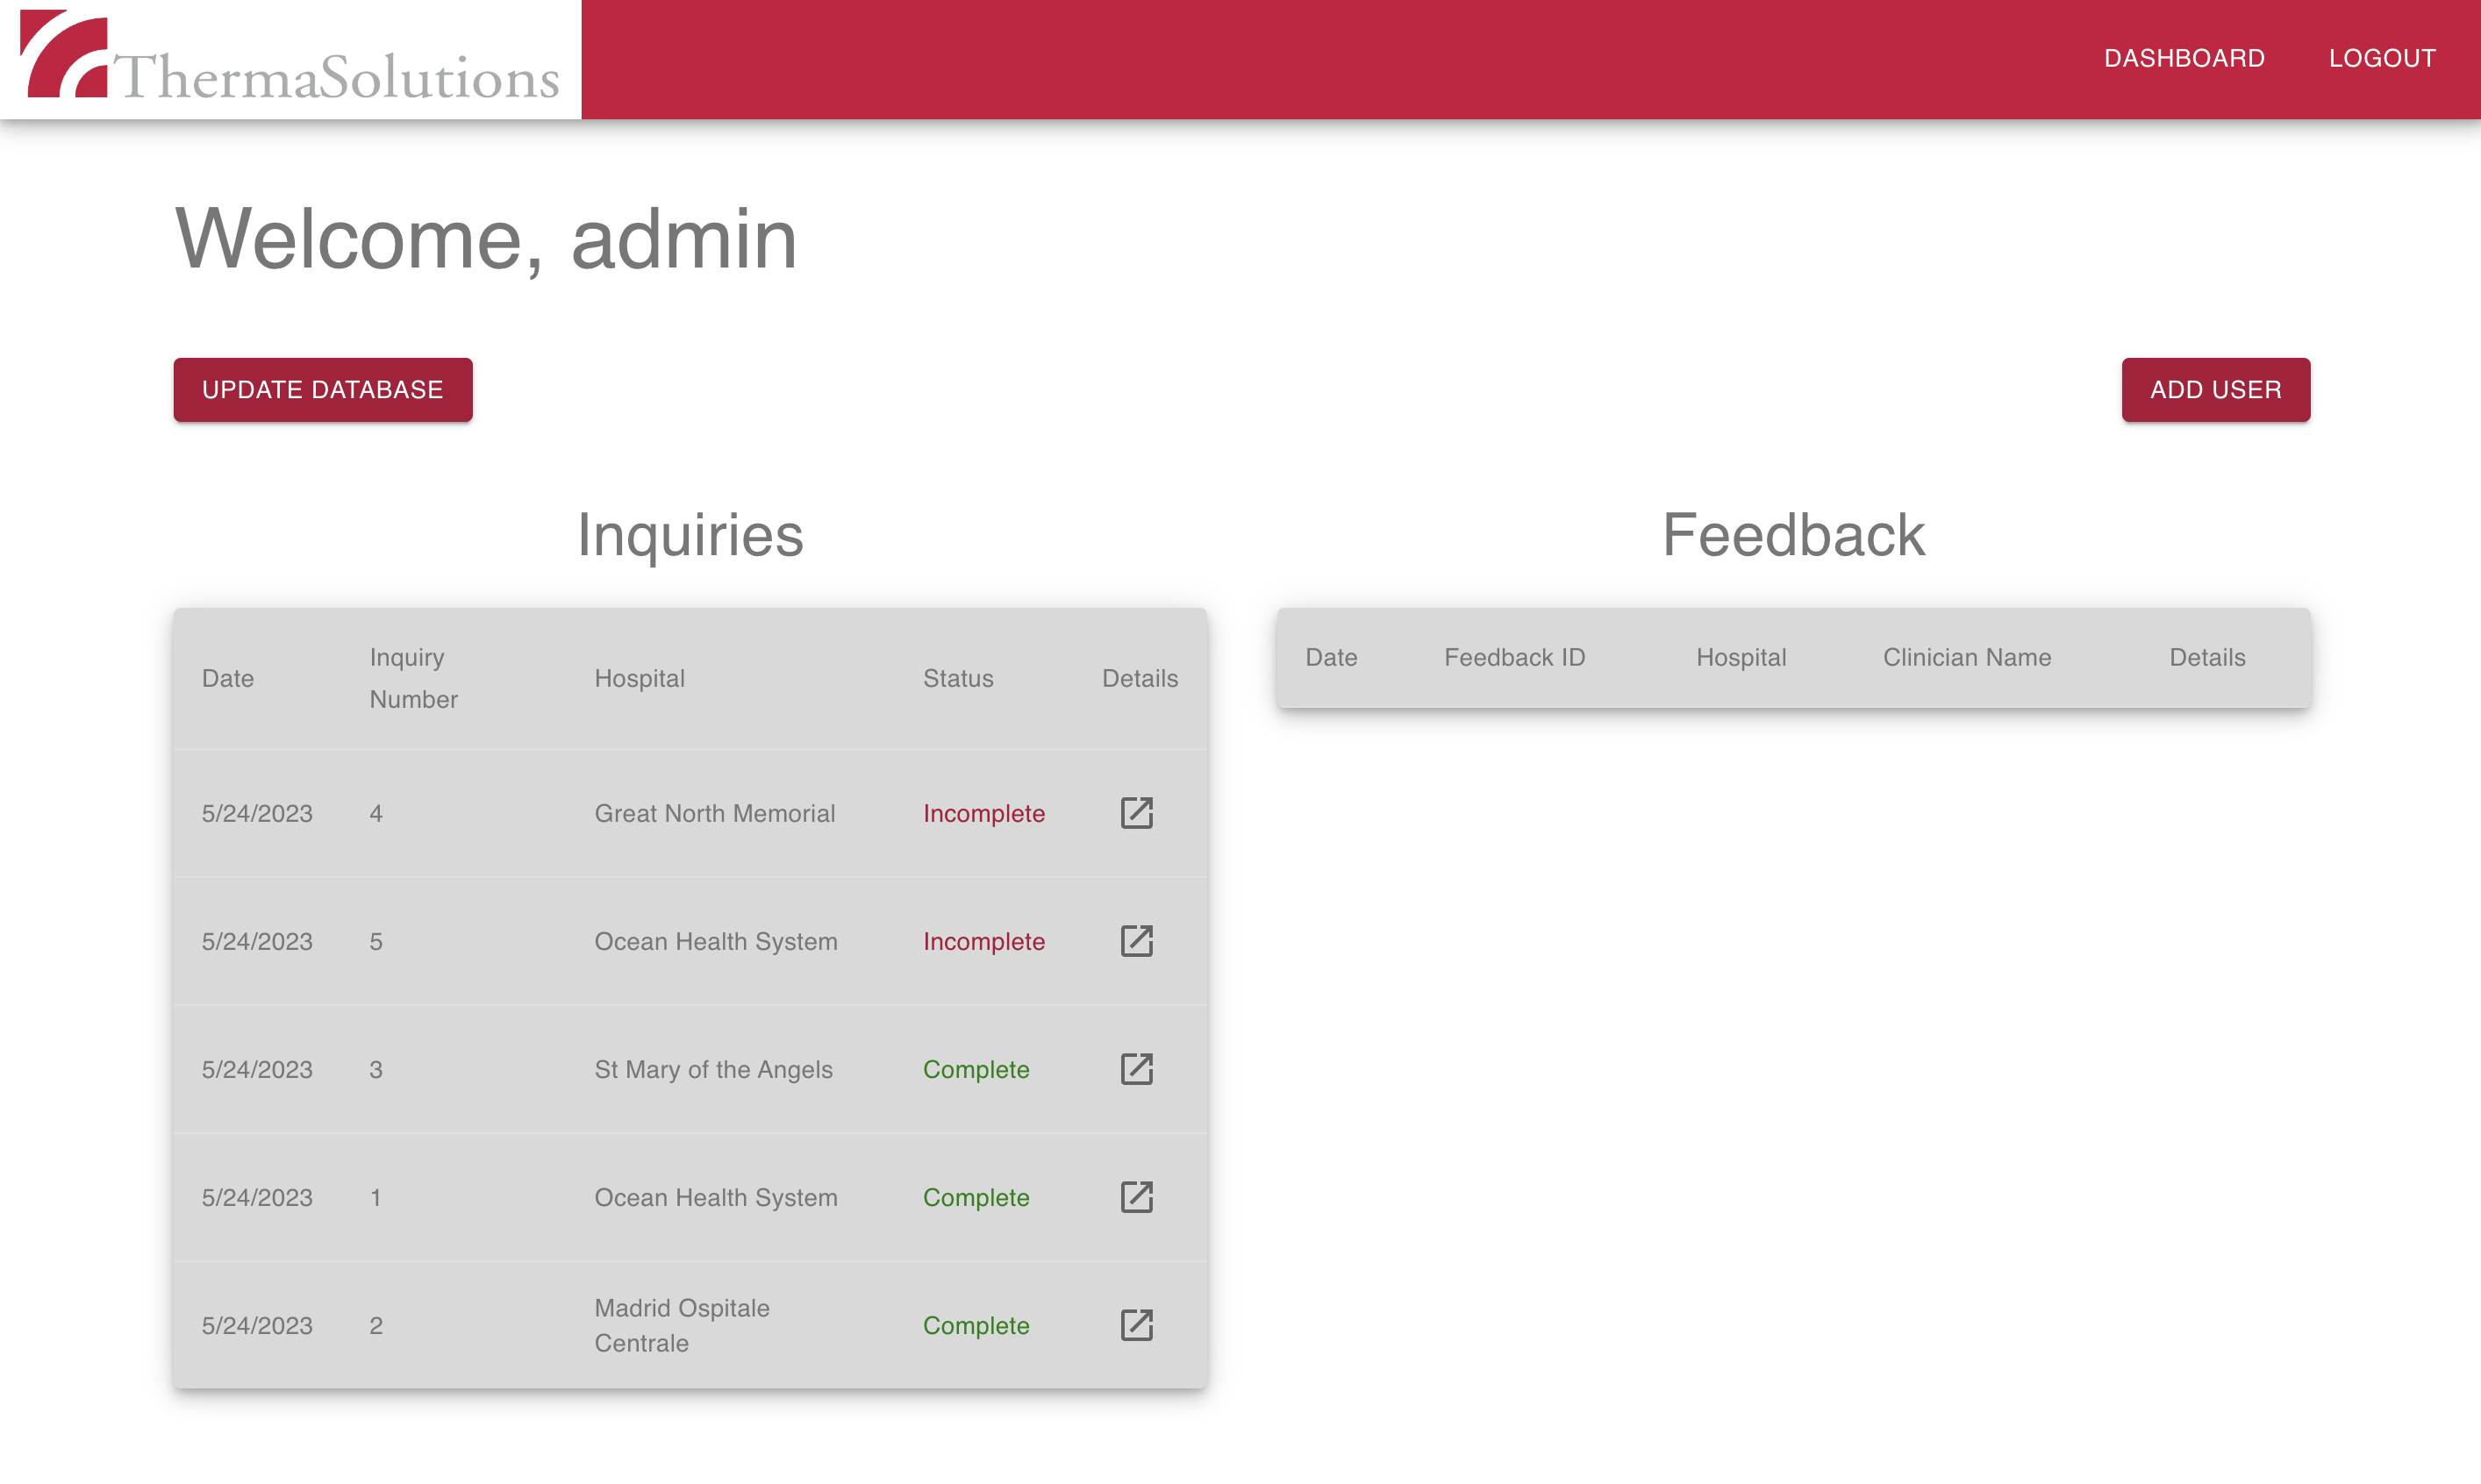 ThermaSolutions
DASHBOARD LOGOUT
Welcome, admin
UPDATE DATABASE ADD USER
Inquiries
Date Inquiry Number Hospital Status Details
5/24/2023 4 Great North Memorial Incomplete
5/24/2023 5 Ocean Health System Incomplete
5/24/2023 3 St Mary of the Angels Complete
5/24/2023 1 Ocean Health System Complete
5/24/2023 2 Madrid Ospitale Centrale Complete
Feedback
Date Feedback ID Hospital Clinician Name Details